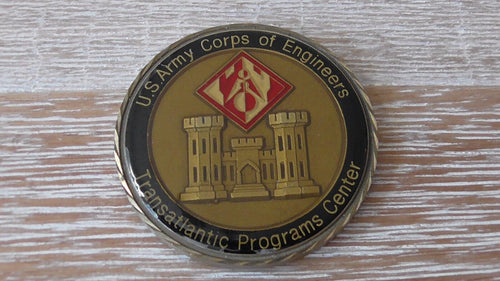 U.S. Army Corps of Engineers
Transatlantic Programs Center